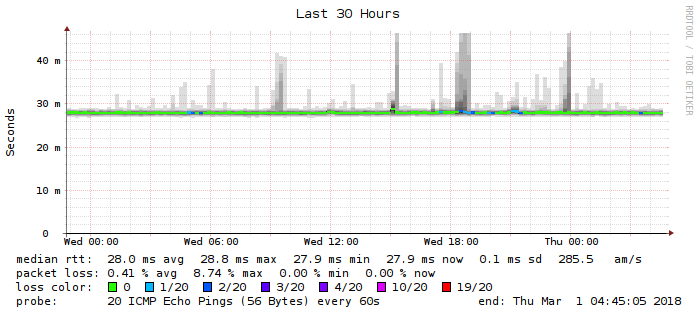 Last 30 Hours
RRDTOOL / TOBI OETIKER
Seconds
40 m
30 m
20 m
10 m
0
Wed 00:00 Wed 06:00 Wed 12:00 Wed 18:00 Thu 00:00
median rtt: 28.0 ms avg 28.8 ms max 27.9 ms min 27.9 ms now 0.1 ms sd 285.5 am/s
packet loss: 0.41 % avg 8.74 % max 0.00 % min 0.00 % now
loss color: 0 1/20 2/20 3/20 4/20 10/20 19/20
probe: 20 ICMP Echo Pings (56 Bytes) every 60s end: Thu Mar 1 04:45:05 2018